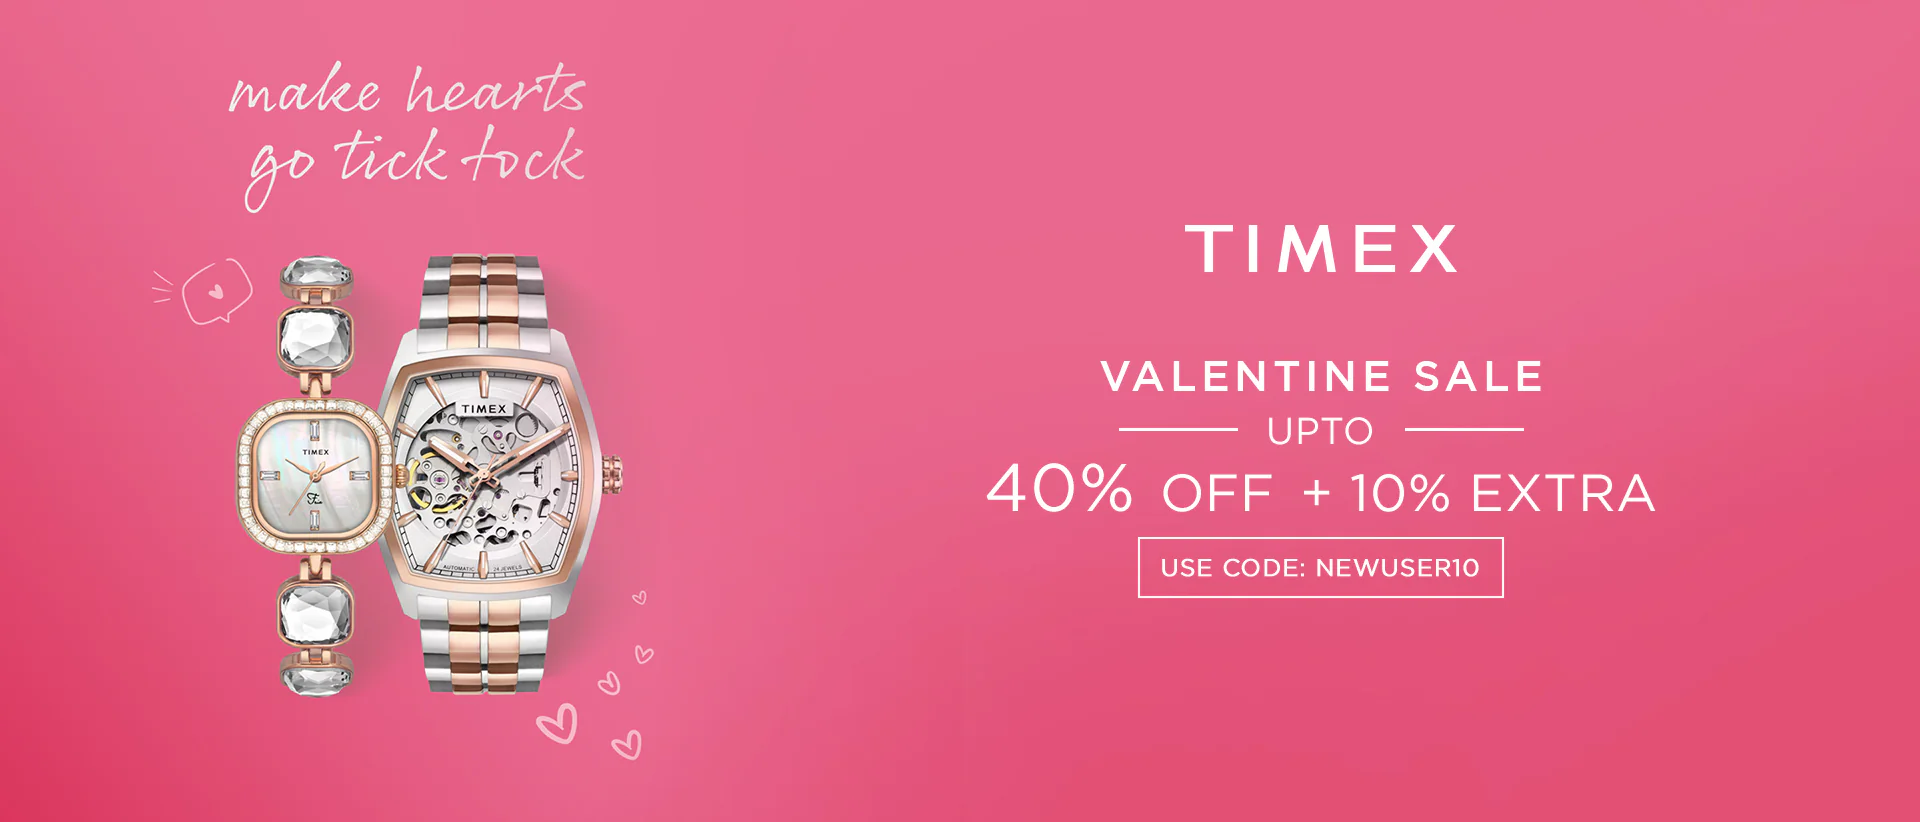 make hearts
go tick tock
TIMEX
TIMEX
Fria
AUTOMATIC 24 JEWELS
TIMEX
VALENTINE SALE
UPTO
40% OFF + 10% EXTRA
USE CODE: NEWUSER10